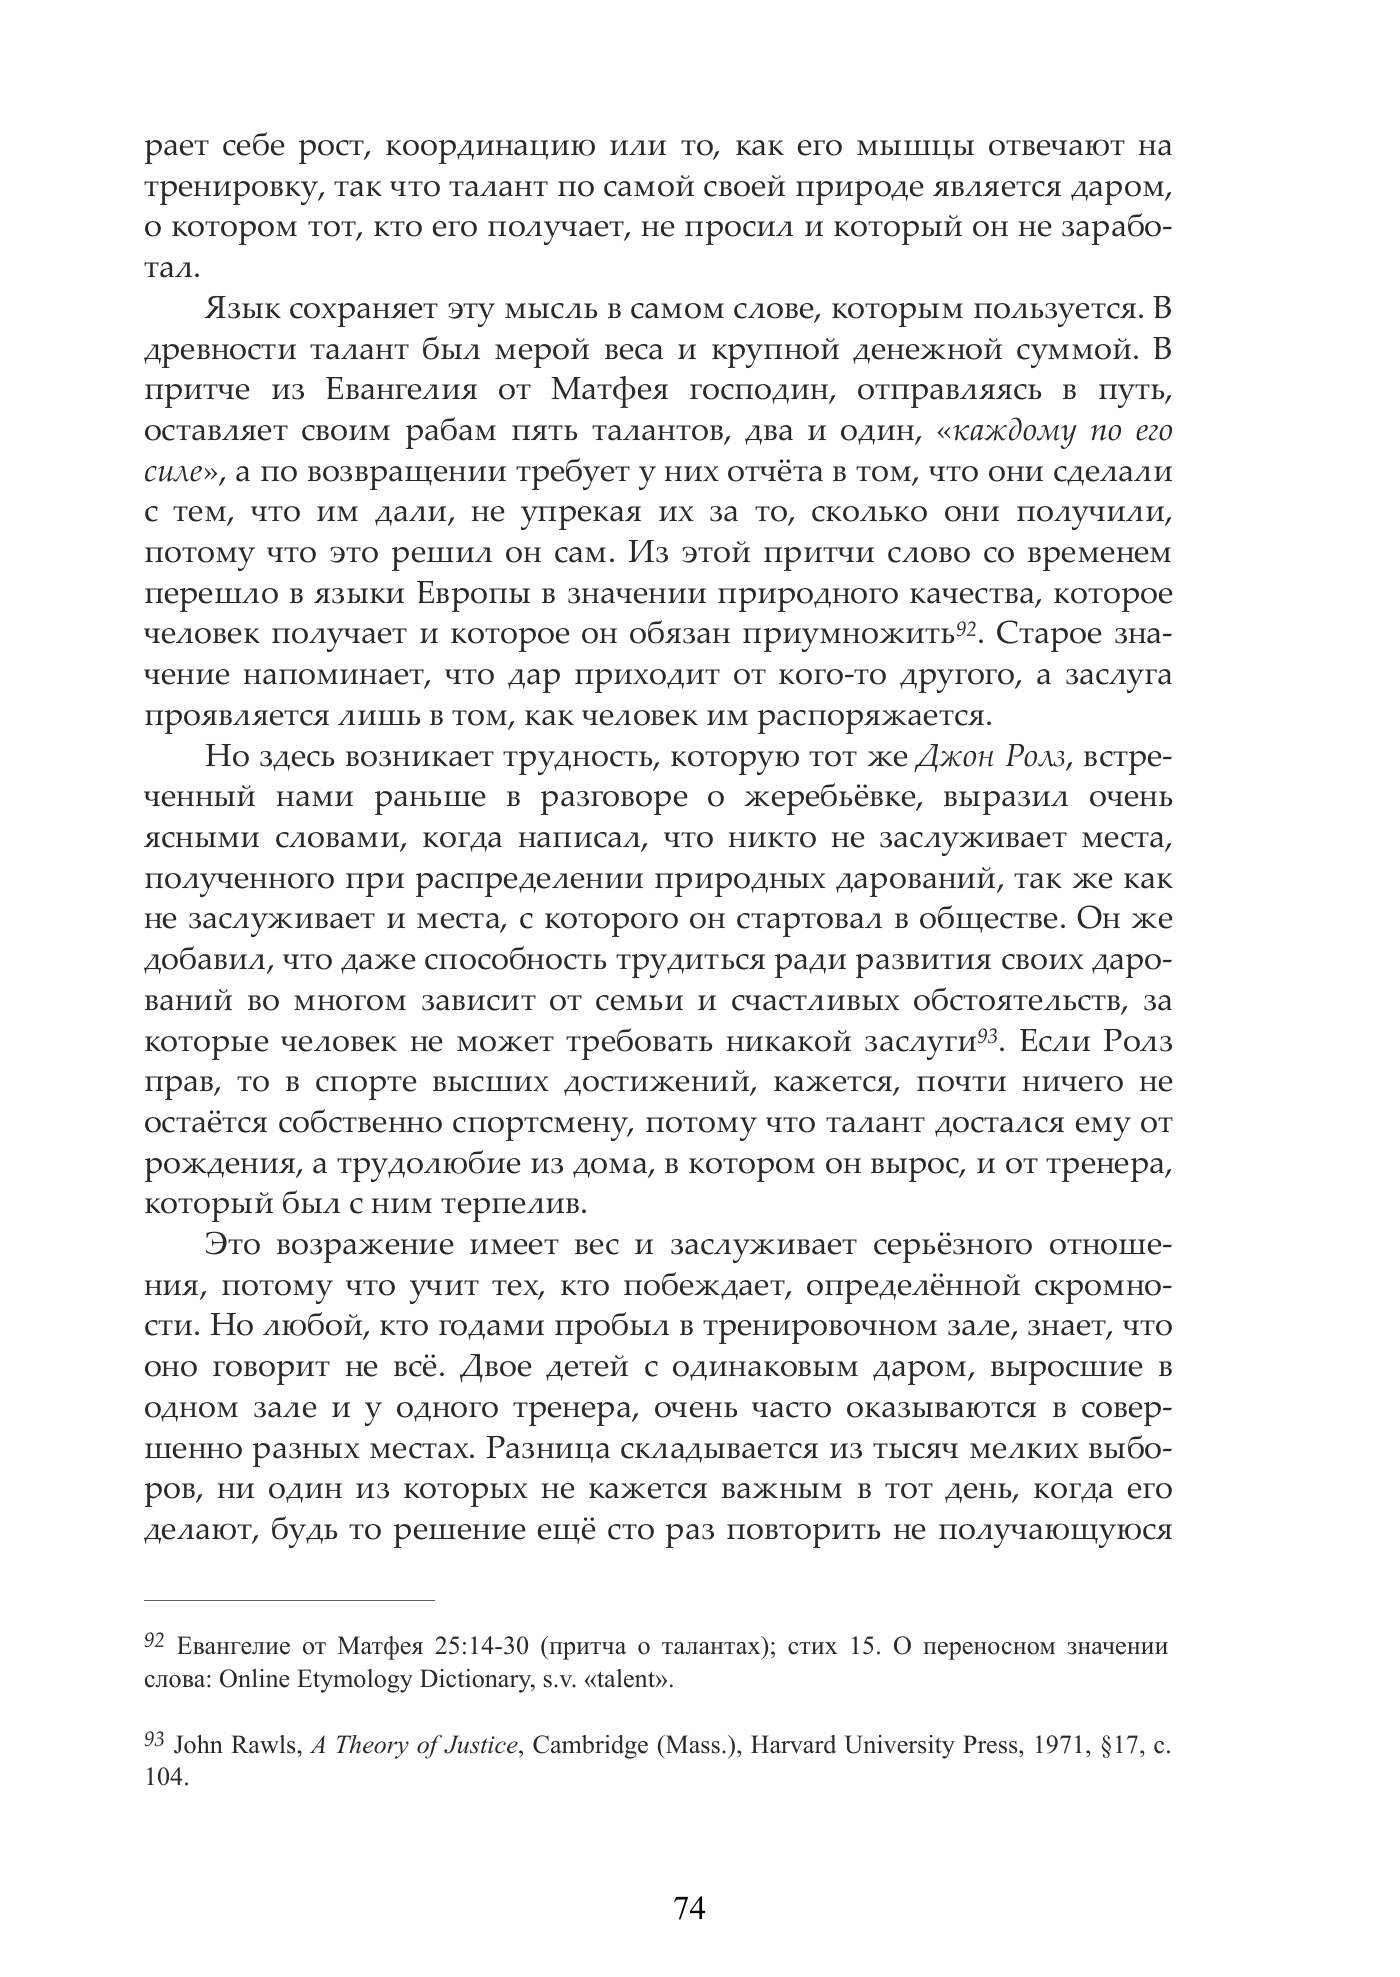 рает себе рост, координацию или то, как его мышцы отвечают на
тренировку, так что талант по самой своей природе является даром,
о котором тот, кто его получает, не просил и который он не зарабо-
тал.
Язык сохраняет эту мысль в самом слове, которым пользуется. В
древности талант был мерой веса и крупной денежной суммой. В
притче из Евангелия от Матфея господин, отправляясь в путь,
оставляет своим рабам пять талантов, два и один, «каждому по его
силе», а по возвращении требует у них отчёта в том, что они сделали
с тем, что им дали, не упрекая их за то, сколько они получили,
потому что это решил он сам. Из этой притчи слово со временем
перешло в языки Европы в значении природного качества, которое
человек получает и которое он обязан приумножить92. Старое зна-
чение напоминает, что дар приходит от кого-то другого, а заслуга
проявляется лишь в том, как человек им распоряжается.
Но здесь возникает трудность, которую тот же Джон Ролз, встре-
ченный нами раньше в разговоре о жеребьёвке, выразил очень
ясными словами, когда написал, что никто не заслуживает места,
полученного при распределении природных дарований, так же как
не заслуживает и места, с которого он стартовал в обществе. Он же
добавил, что даже способность трудиться ради развития своих даро-
ваний во многом зависит от семьи и счастливых обстоятельств, за
которые человек не может требовать никакой заслуги93. Если Ролз
прав, то в спорте высших достижений, кажется, почти ничего не
остаётся собственно спортсмену, потому что талант достался ему от
рождения, а трудолюбие из дома, в котором он вырос, и от тренера,
который был с ним терпелив.
Это возражение имеет вес и заслуживает серьёзного отноше-
ния, потому что учит тех, кто побеждает, определённой скромно-
сти. Но любой, кто годами пробыл в тренировочном зале, знает, что
оно говорит не всё. Двое детей с одинаковым даром, выросшие в
одном зале и у одного тренера, очень часто оказываются в совер-
шенно разных местах. Разница складывается из тысяч мелких выбо-
ров, ни один из которых не кажется важным в тот день, когда его
делают, будь то решение ещё сто раз повторить не получающуюся
92 Евангелие от Матфея 25:14-30 (притча о талантах); стих 15. О переносном значении
слова: Online Etymology Dictionary, s.v. «talent».
93 John Rawls, A Theory of Justice, Cambridge (Mass.), Harvard University Press, 1971, §17, с.
104.
74